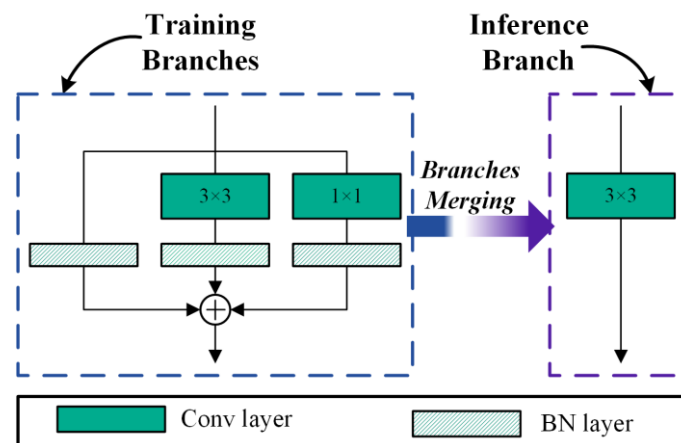 Training
Branches
Inference
Branch
3×3
1×1
Branches
Merging
3×3
Conv layer
BN layer